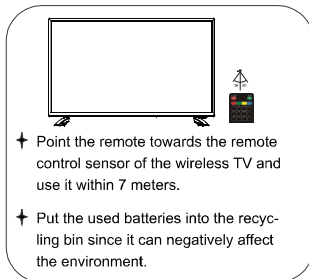 Point the remote towards the remote
control sensor of the wireless TV and
use it within 7 meters.
Put the used batteries into the recyc-
ling bin since it can negatively affect
the environment.